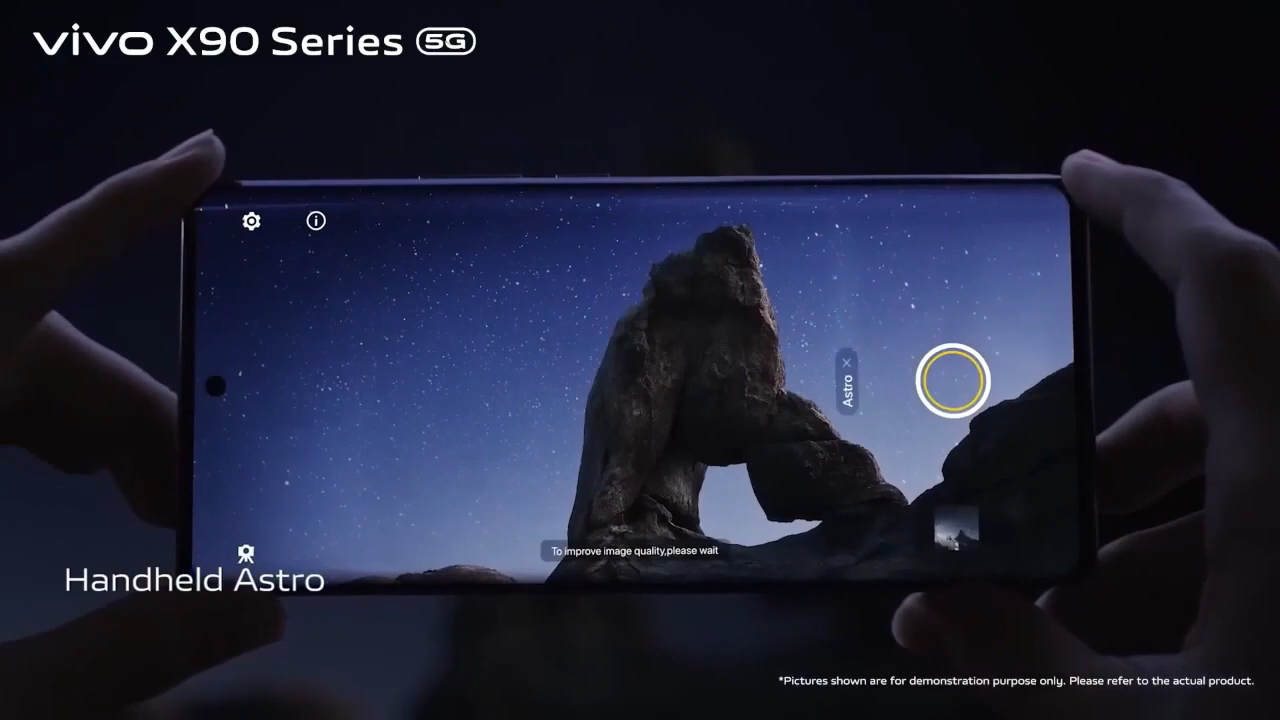 vivo X90 Series 5G
Astro
To improve image quality,please wait
Handheld Astro
*Pictures shown are for demonstration purpose only. Please refer to the actual product.